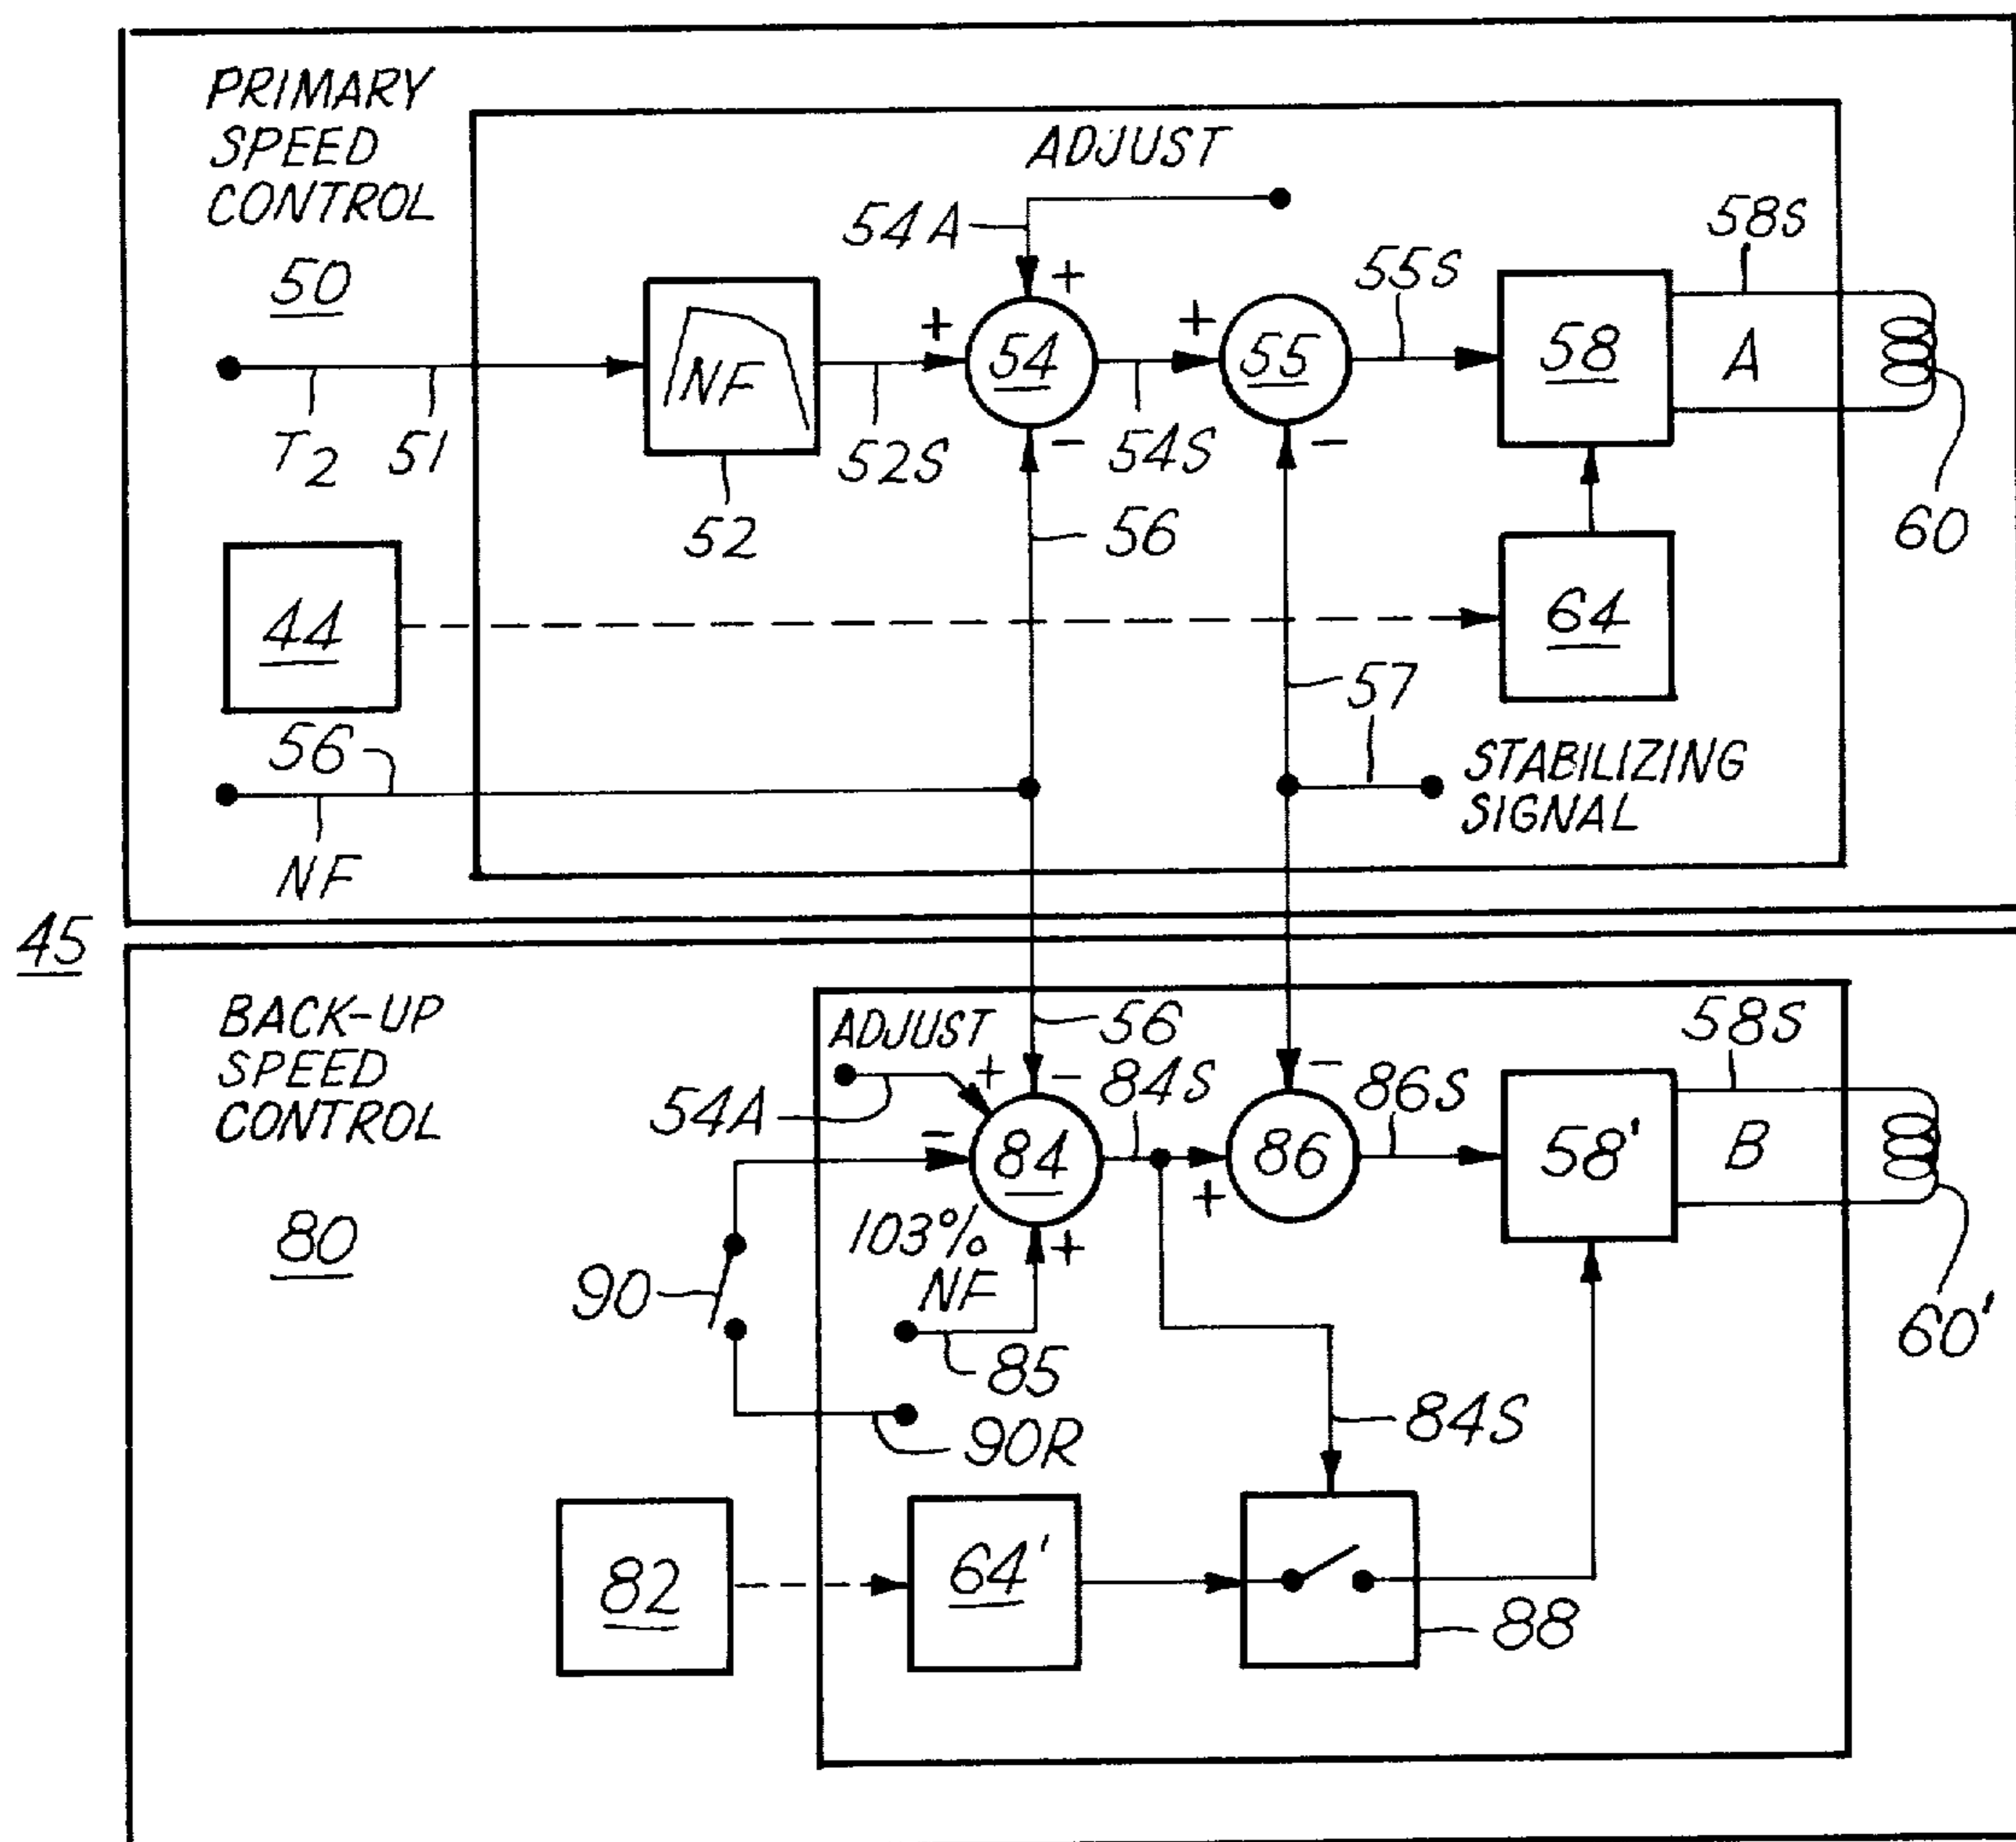 PRIMARY
SPEED
CONTROL
50
ADJUST
54A
58S
55S
+
+
+
NF
54
55
58
A
T2
51
52S
-
54S
-
52
56
60
44
64
57
56
STABILIZING
SIGNAL
NF
45
BACK-UP
SPEED
CONTROL
80
ADJUST
56
58S
+
-
84S
-
86S
54A
-
84
86
58'
B
+
103%
NF
+
90
85
60'
90R
84S
82
64'
88